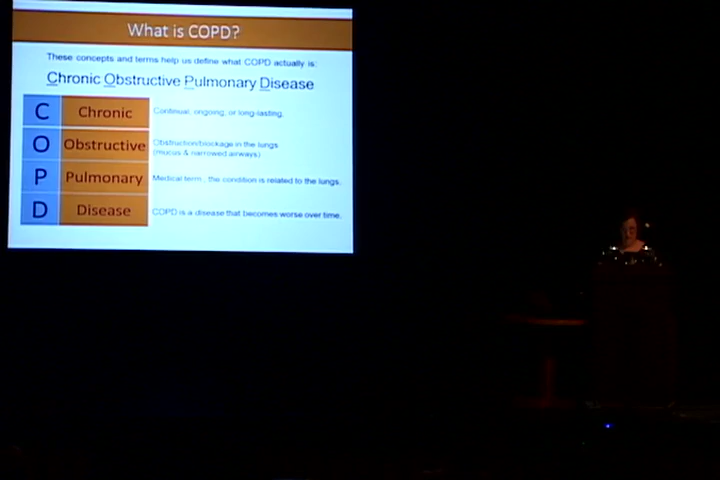 What is COPD?
These concepts and terms help us define what COPD actually is:
Chronic Obstructive Pulmonary Disease
C Chronic Continual, ongoing, or long-lasting.
O Obstructive Obstruction/blockage in the lungs
(mucus & narrowed airways)
P Pulmonary Medical term, the condition is related to the lungs.
D Disease COPD is a disease that becomes worse over time.